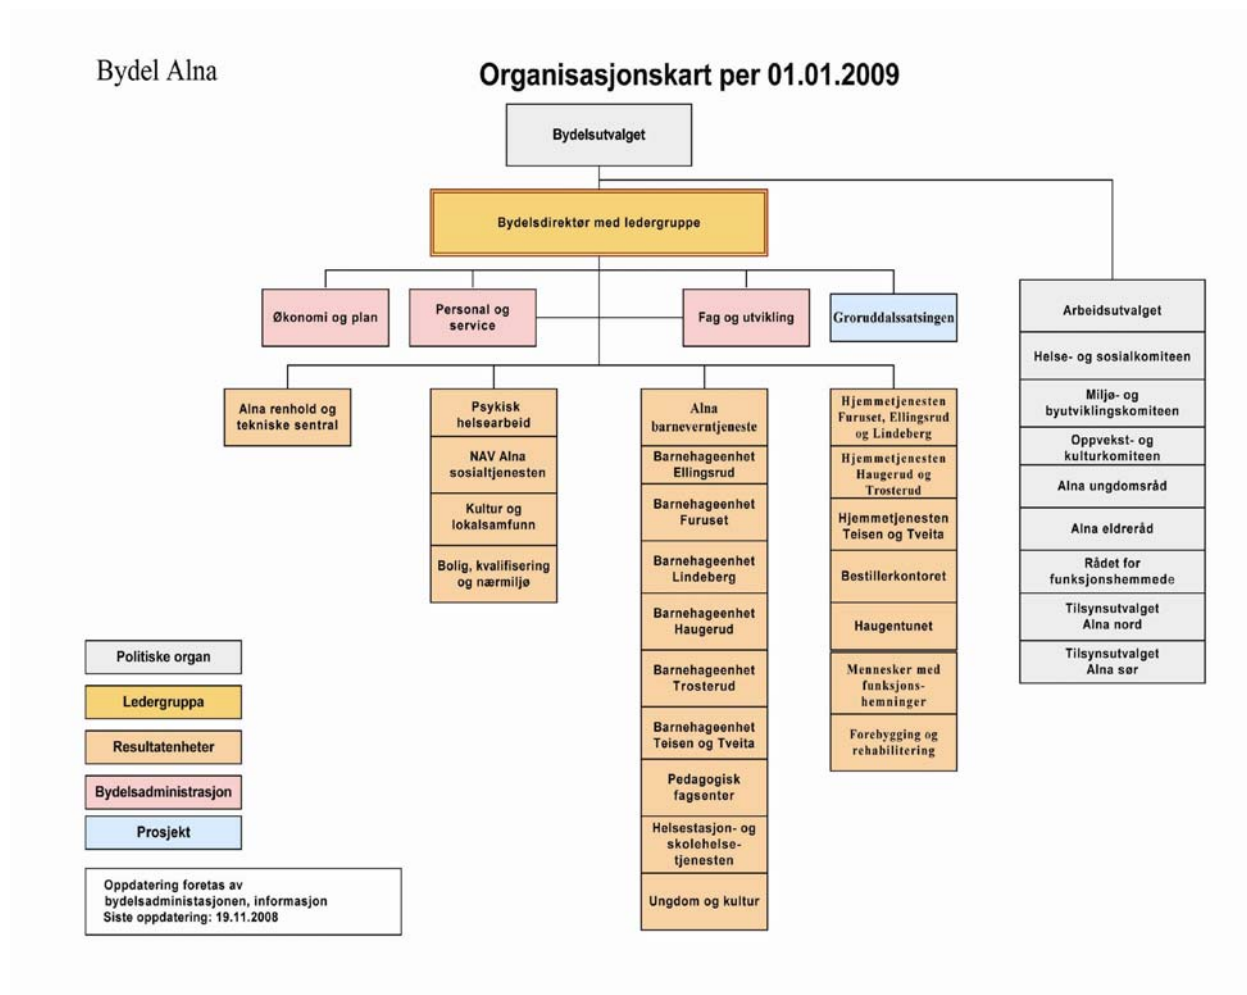 Bydel Alna
Organisasjonskart per 01.01.2009
Bydelsutvalget
Bydelsdirektør med ledergruppe
Økonomi og plan
Personal og
service
Fag og utvikling
Groruddalssatsingen
Alna renhold og
tekniske sentral
Psykisk
helsearbeid
NAV Alna
sosialtjenesten
Kultur og
lokalsamfunn
Bolig, kvalifisering
og nærmiljø
Alna
barneverntjeneste
Barnehageenhet
Ellingsrud
Barnehageenhet
Furuset
Barnehageenhet
Lindeberg
Barnehageenhet
Haugerud
Barnehageenhet
Trosterud
Barnehageenhet
Teisen og Tveita
Pedagogisk
fagsenter
Helsestasjon- og
skolehelse-
tjenesten
Ungdom og kultur
Hjemmetjenesten
Furuset, Ellingsrud
og Lindeberg
Hjemmetjenesten
Haugerud og
Trosterud
Hjemmetjenesten
Teisen og Tveita
Bestillerkontoret
Haugentunet
Mennesker med
funksjons-
hemninger
Forebygging og
rehabilitering
Arbeidsutvalget
Helse- og sosialkomiteen
Miljø- og
byutviklingskomiteen
Oppvekst- og
kulturkomiteen
Alna ungdomsråd
Alna eldreråd
Rådet for
funksjonshemmede
Tilsynsutvalget
Alna nord
Tilsynsutvalget
Alna sør
Politiske organ
Ledergruppa
Resultatenheter
Bydelsadministrasjon
Prosjekt
Oppdatering foretas av
bydelsadministasjonen, informasjon
Siste oppdatering: 19.11.2008